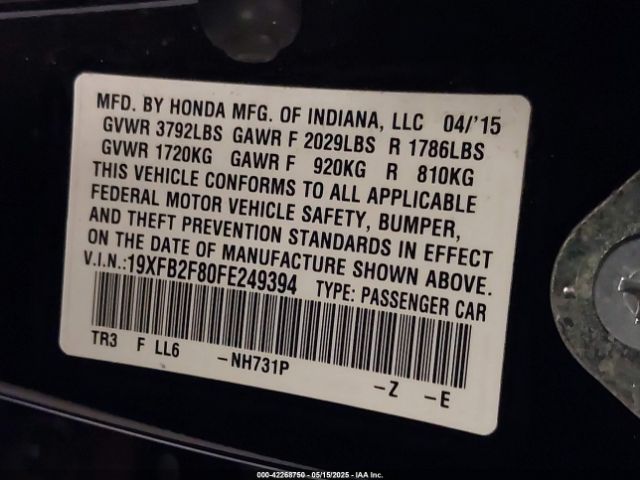 MFD. BY HONDA MFG. OF INDIANA, LLC 04/'15
GVWR 3792LBS GAWR F 2029LBS R 1786LBS
GVWR 1720KG GAWR F 920KG R 810KG
THIS VEHICLE CONFORMS TO ALL APPLICABLE
FEDERAL MOTOR VEHICLE SAFETY, BUMPER,
AND THEFT PREVENTION STANDARDS IN EFFECT
ON THE DATE OF MANUFACTURE SHOWN ABOVE.
V.I.N.:19XFB2F80FE249394 TYPE: PASSENGER CAR
TR3 F LL6 -NH731P -Z -E
000-42268750 - 05/15/2025 - IAA Inc.